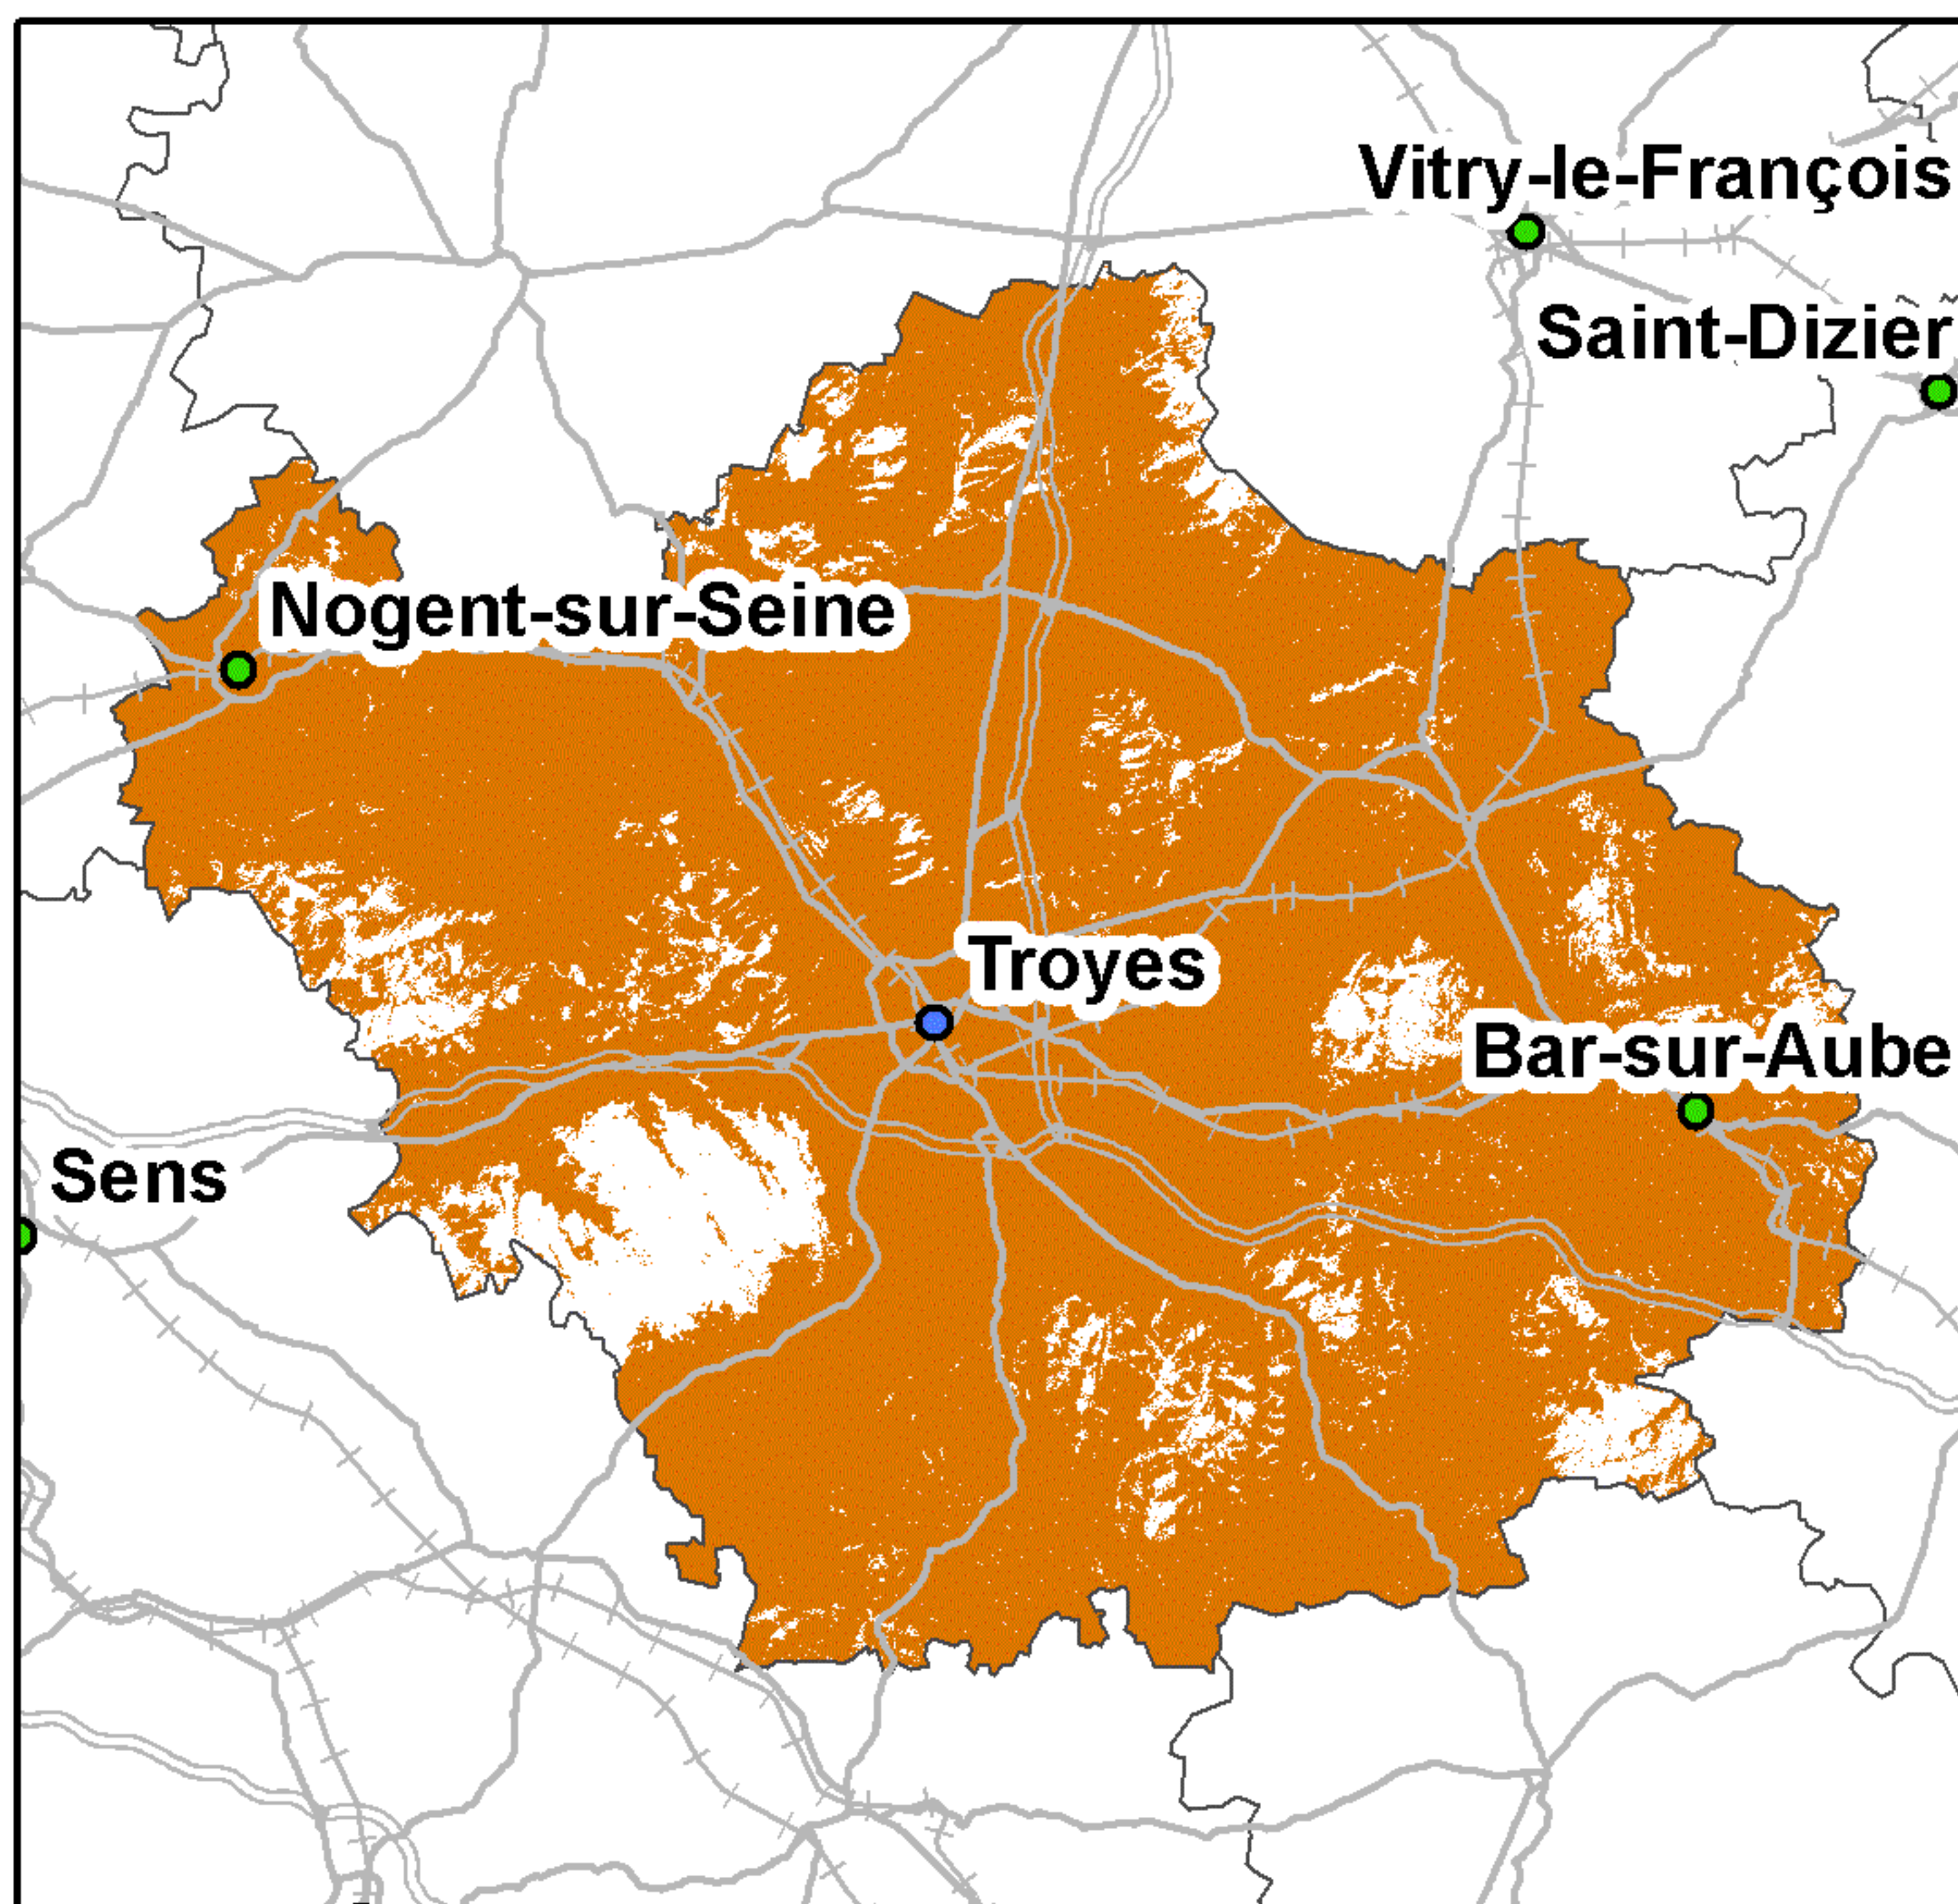 Vitry-le-François
Saint-Dizier
Nogent-sur-Seine
Troyes
Bar-sur-Aube
Sens